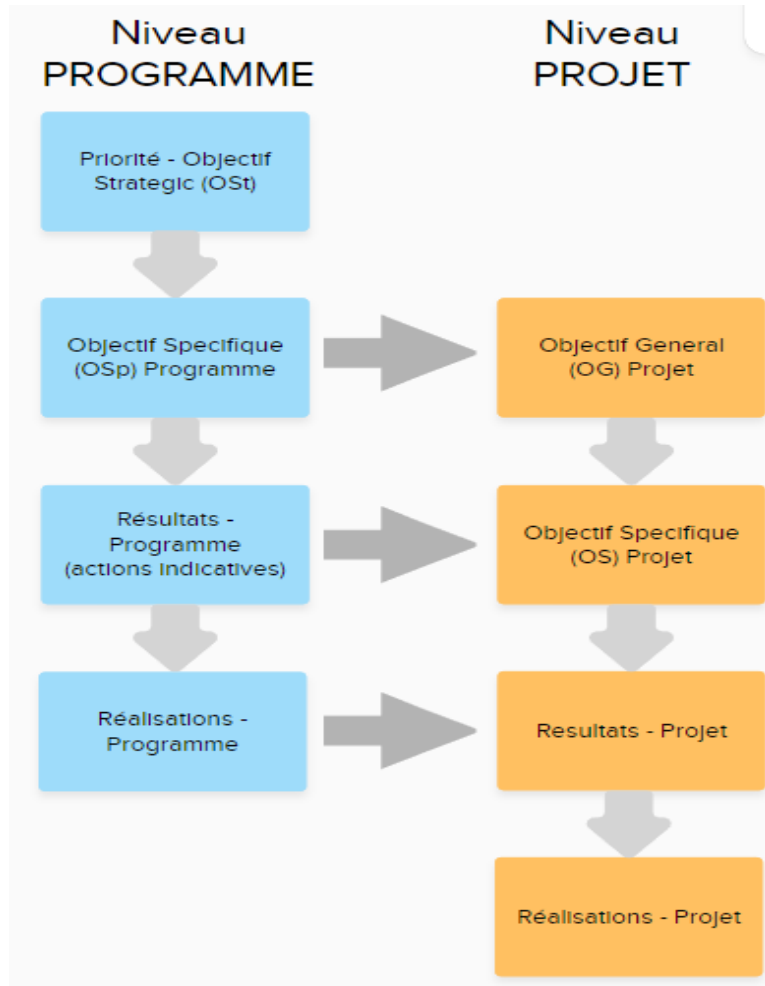 Niveau
PROGRAMME
Niveau
PROJET
Priorité - Objectif
Strategic (OSt)
Objectif Specifique
(OSp) Programme
Objectif General
(OG) Projet
Résultats -
Programme
(actions indicatives)
Objectif Specifique
(OS) Projet
Réalisations -
Programme
Resultats - Projet
Réalisations - Projet